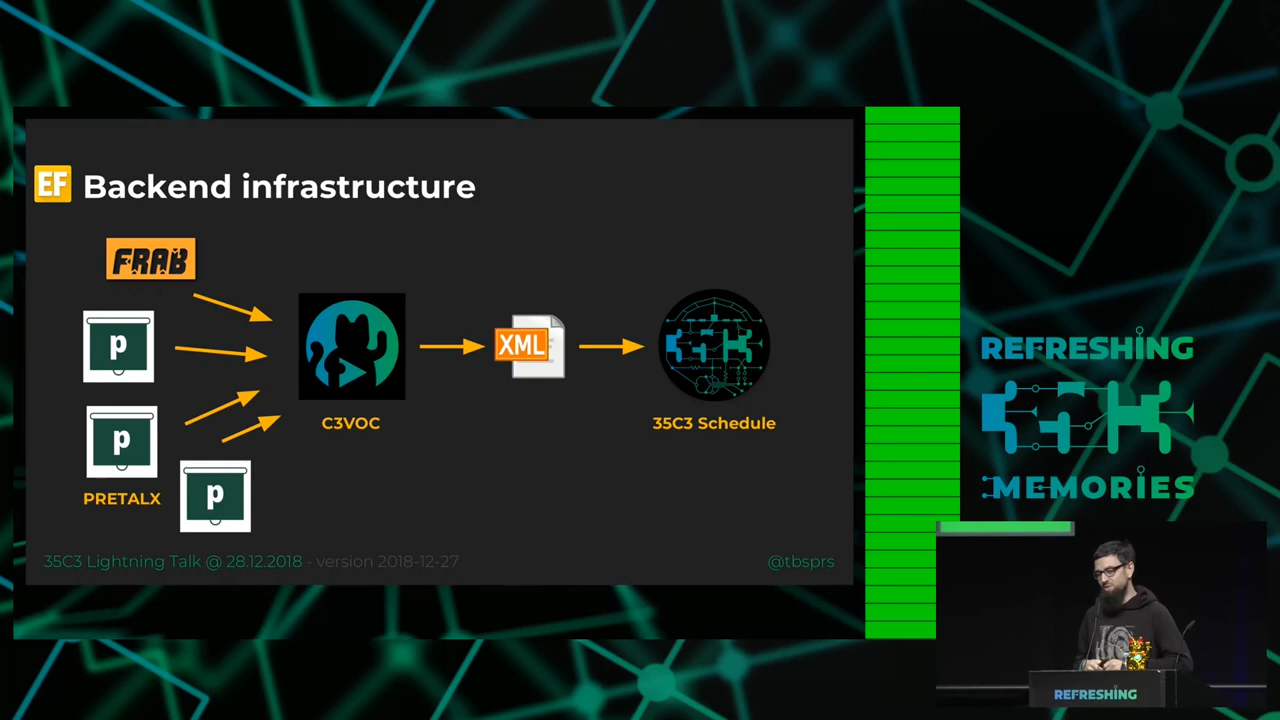 EF Backend infrastructure
FRAB
p
XML
C3VOC
35C3 Schedule
p
PRETALX
p
35C3 Lightning Talk @ 28.12.2018 - version 2018-12-27
@tbsprs
REFRESHING
35C3
MEMORIES
REFRESHING